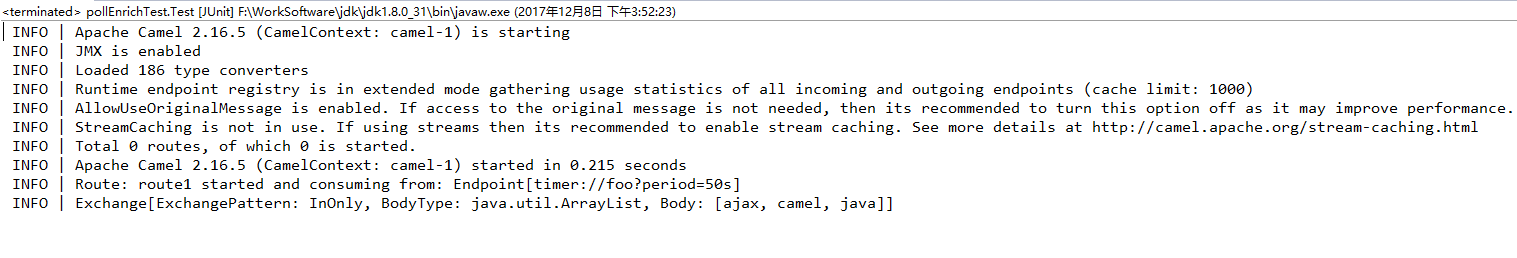 <terminated> pollEnrichTest.Test [JUnit] F:\WorkSoftware\jdk\jdk1.8.0_31\bin\javaw.exe (2017年12月8日 下午3:52:23)
INFO | Apache Camel 2.16.5 (CamelContext: camel-1) is starting
INFO | JMX is enabled
INFO | Loaded 186 type converters
INFO | Runtime endpoint registry is in extended mode gathering usage statistics of all incoming and outgoing endpoints (cache limit: 1000)
INFO | AllowUseOriginalMessage is enabled. If access to the original message is not needed, then its recommended to turn this option off as it may improve performance.
INFO | StreamCaching is not in use. If using streams then its recommended to enable stream caching. See more details at http://camel.apache.org/stream-caching.html
INFO | Total 0 routes, of which 0 is started.
INFO | Apache Camel 2.16.5 (CamelContext: camel-1) started in 0.215 seconds
INFO | Route: route1 started and consuming from: Endpoint[timer://foo?period=50s]
INFO | Exchange[ExchangePattern: InOnly, BodyType: java.util.ArrayList, Body: [ajax, camel, java]]